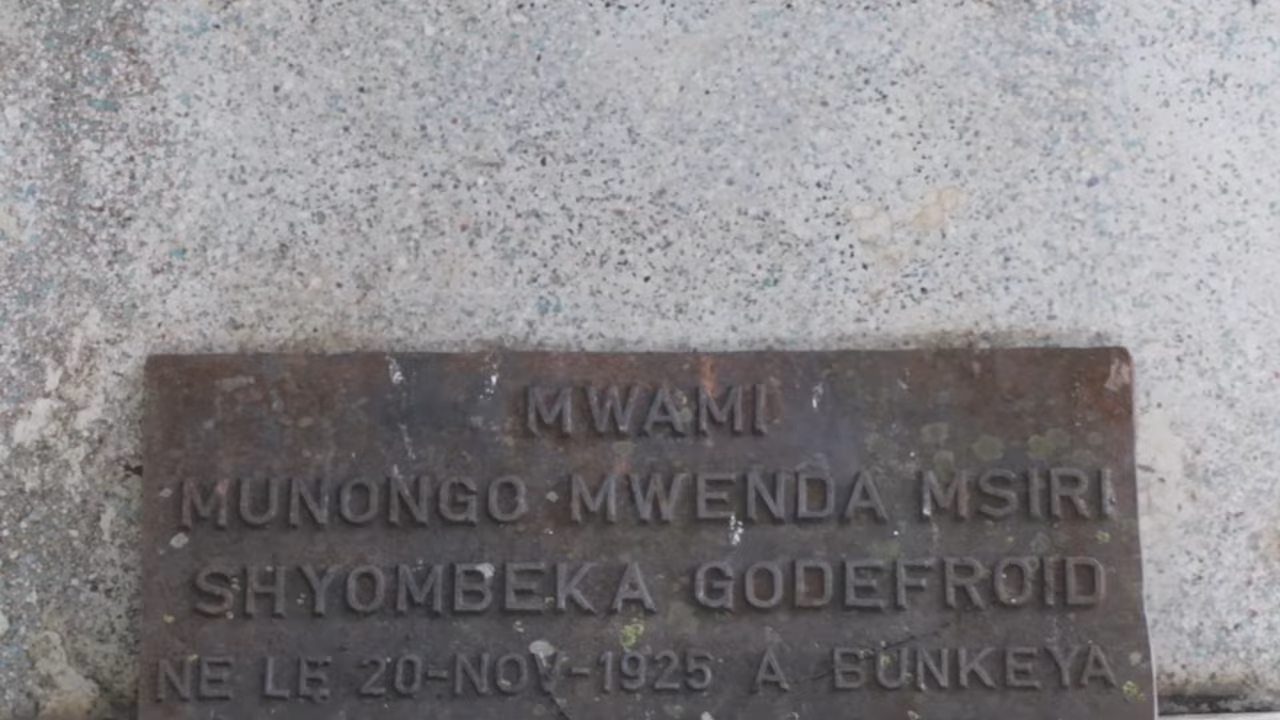 MWAMI
MUNONGO MWENDA MSIRI
SHYOMBEKA GODEFROID
NE LE 20-NOV-1925 A BUNKEYA